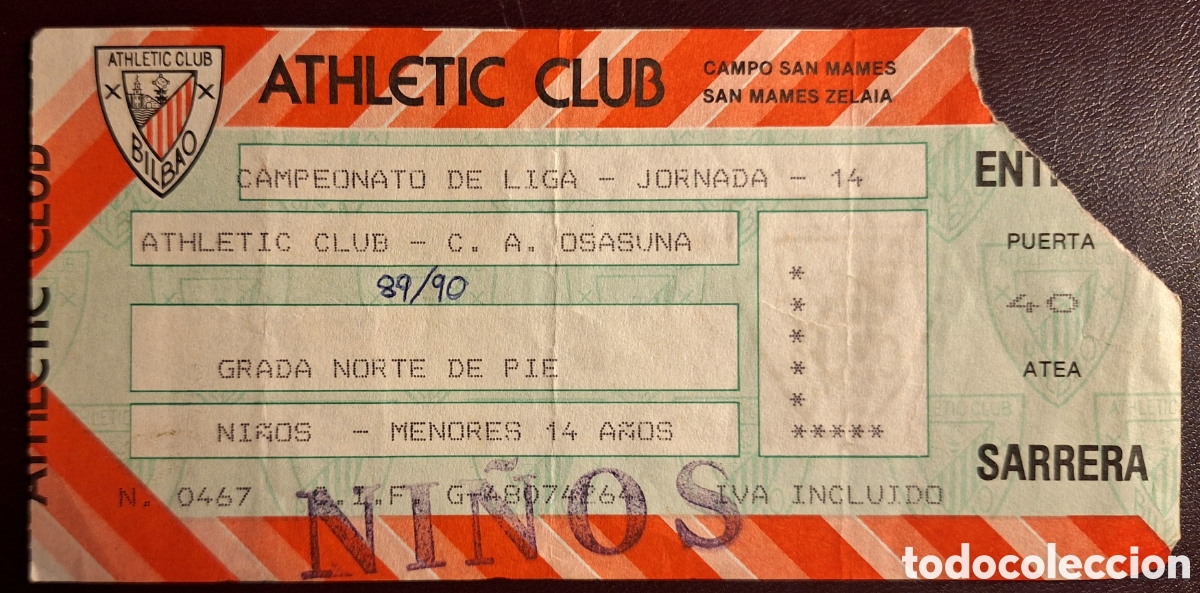 ATHLETIC CLUB
BILBAO
ATHLETIC CLUB
CAMPO SAN MAMES
SAN MAMES ZELAIA
ATHLETIC CLUB
CAMPEONATO DE LIGA - JORNADA - 14
ATHLETIC CLUB - C. A. OSASUNA
89/90
GRADA NORTE DE PIE
NIÑOS - MENORES 14 AÑOS
*
*
*
*
*
*****
ENT
PUERTA
40
ATEA
SARRERA
N. 0467 C.I.F. G-48074264 IVA INCLUIDO
NIÑOS
todocoleccion